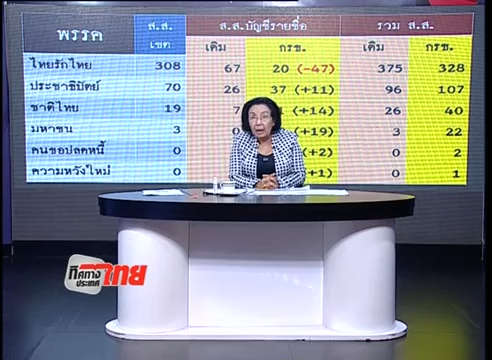 พรรค ส.ส. เขต ส.ส.บัญชีรายชื่อ รวม ส.ส.
เดิม กรธ. เดิม กรธ.
ไทยรักไทย 308 67 20 (-47) 375 328
ประชาธิปัตย์ 70 26 37 (+11) 96 107
ชาติไทย 19 7 (+14) 26 40
มหาชน 3 0 (+19) 3 22
คนขอปลดหนี้ 0 (+2) 0 2
ความหวังใหม่ 0 +1) 0 1
ทิศทาง
ประเทศ
ไทย